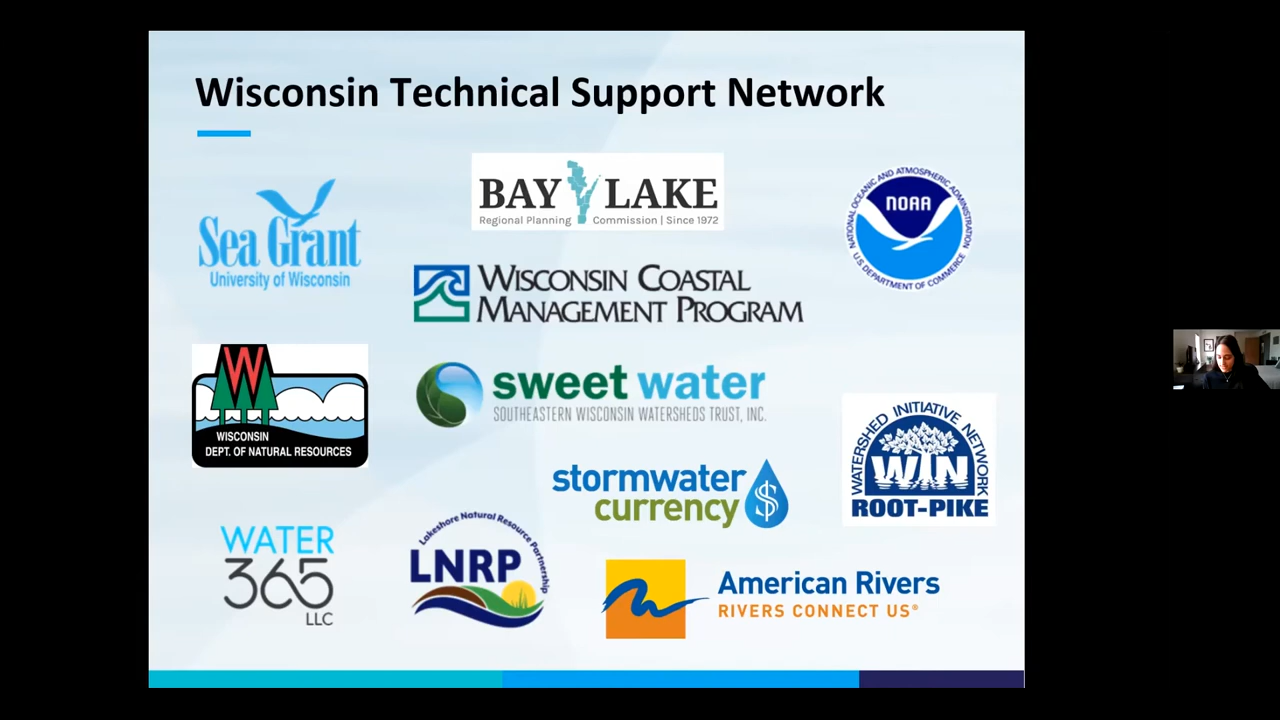 Wisconsin Technical Support Network
Sea Grant
University of Wisconsin
BAY LAKE
Regional Planning Commission | Since 1972
NATIONAL OCEANIC AND ATMOSPHERIC ADMINISTRATION
NOAA
U.S. DEPARTMENT OF COMMERCE
WISCONSIN COASTAL
MANAGEMENT PROGRAM
W
WISCONSIN
DEPT. OF NATURAL RESOURCES
sweet water
SOUTHEASTERN WISCONSIN WATERSHEDS TRUST, INC.
WATERSHED INITIATIVE NETWORK
WIN
ROOT-PIKE
stormwater
currency
$
WATER
365
LLC
Lakeshore Natural Resource Partnership
LNRP
American Rivers
RIVERS CONNECT US®